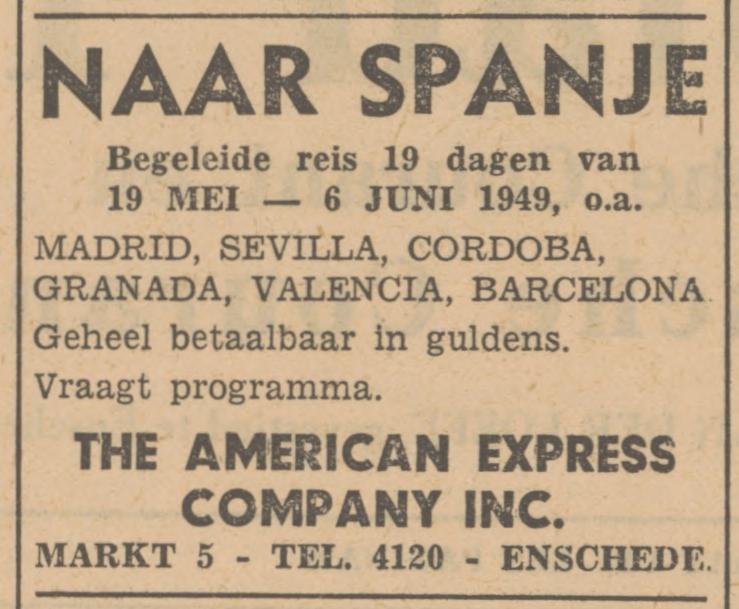 NAAR SPANJE
Begeleide reis 19 dagen van
19 MEI — 6 JUNI 1949, o.a.
MADRID, SEVILLA, CORDOBA,
GRANADA, VALENCIA, BARCELONA.
Geheel betaalbaar in guldens.
Vraagt programma.
THE AMERICAN EXPRESS
COMPANY INC.
MARKT 5 - TEL. 4120 - ENSCHEDE.